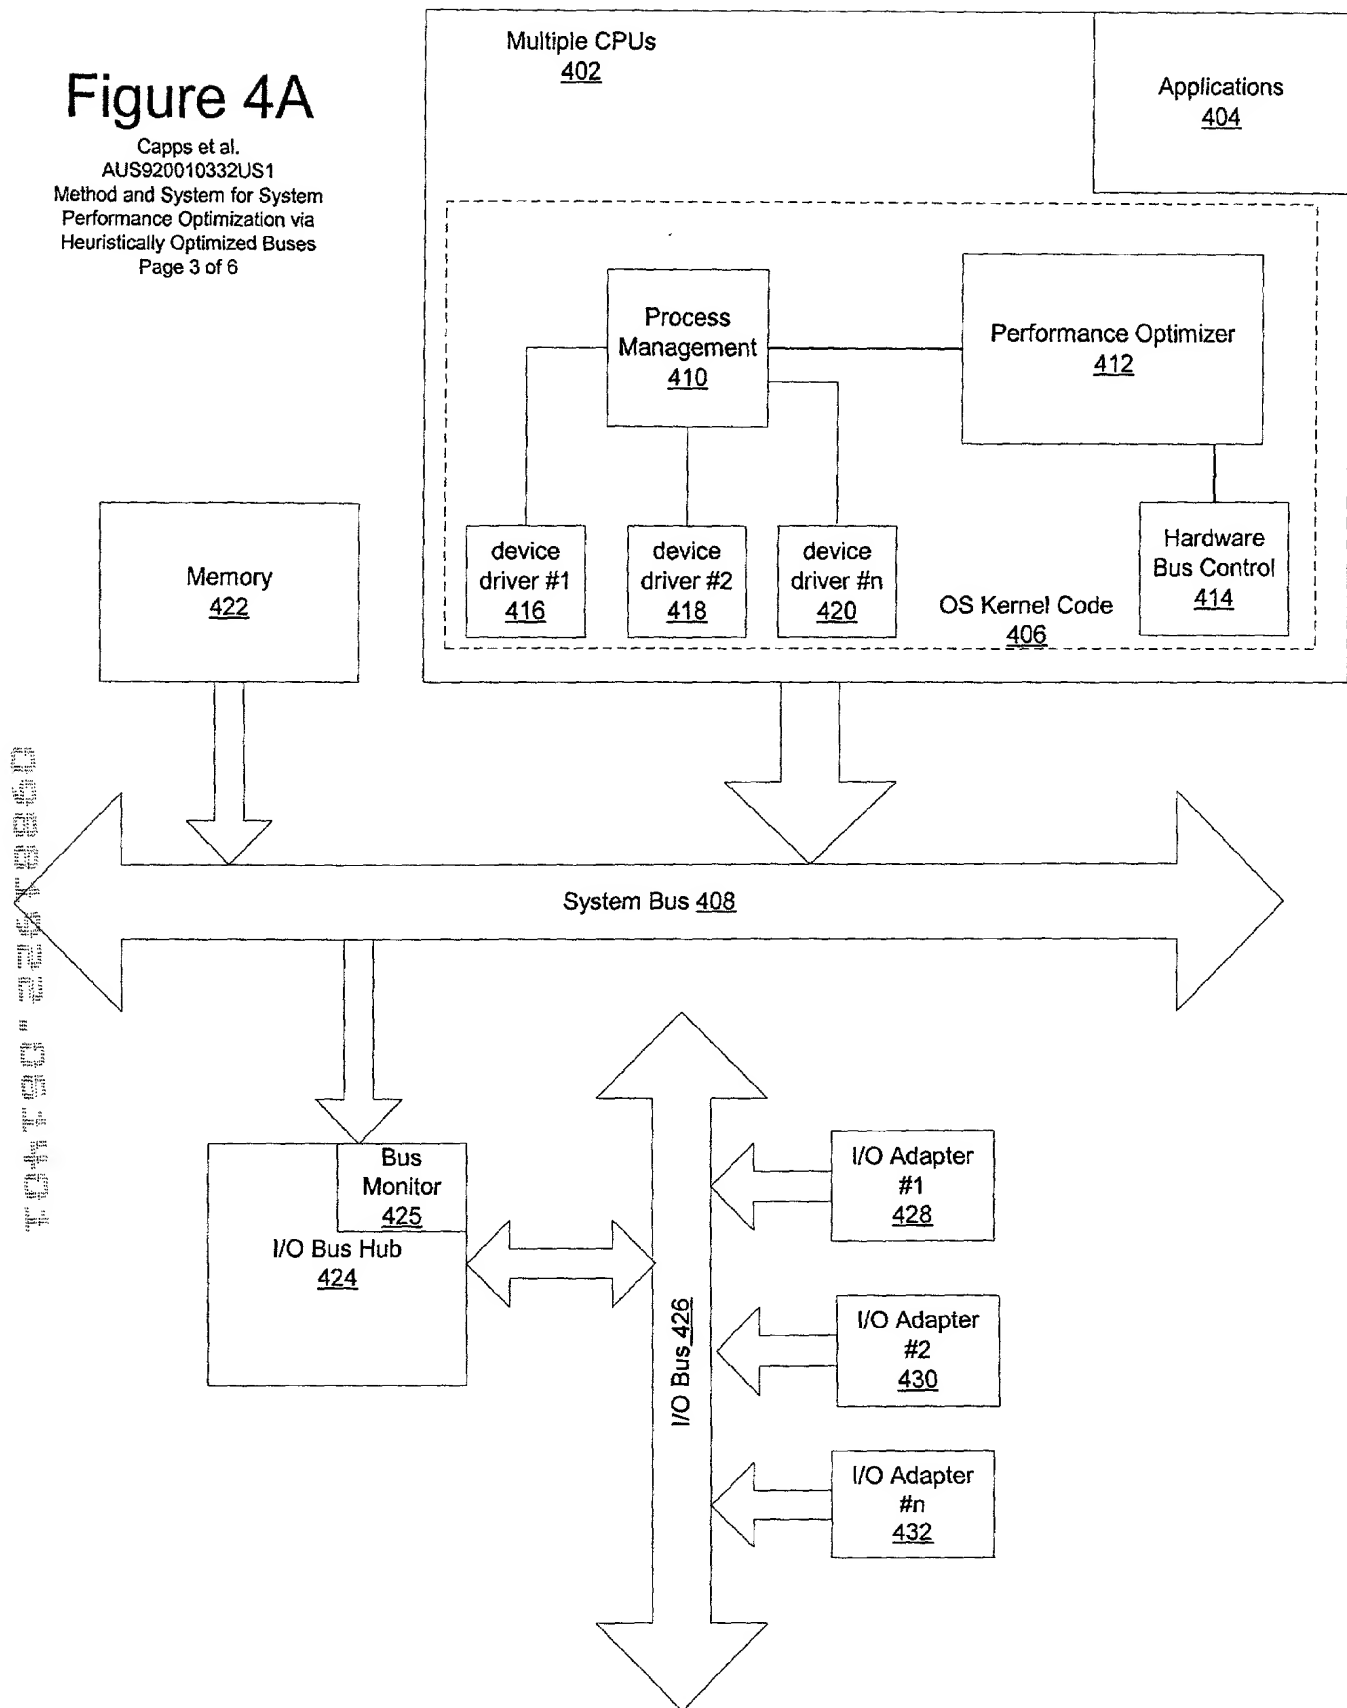 Figure 4A
Capps et al.
AUS920010332US1
Method and System for System
Performance Optimization via
Heuristically Optimized Buses
Page 3 of 6
Multiple CPUs
402
Applications
404
Process
Management
410
Performance Optimizer
412
device
driver #1
416
device
driver #2
418
device
driver #n
420
Hardware
Bus Control
414
OS Kernel Code
406
Memory
422
System Bus 408
Bus
Monitor
425
I/O Bus Hub
424
I/O Bus 426
I/O Adapter
#1
428
I/O Adapter
#2
430
I/O Adapter
#n
432